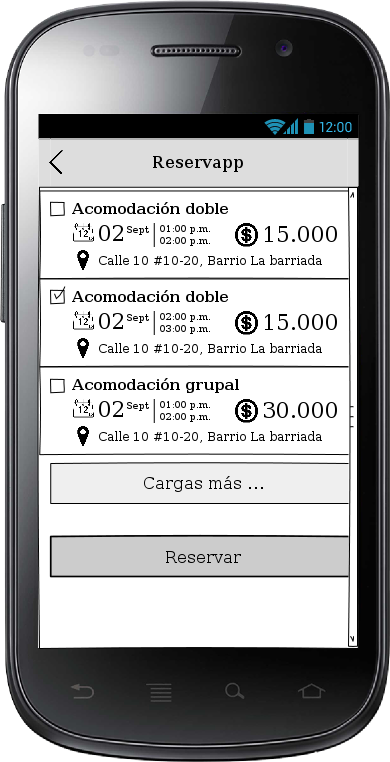 12:00
Reservapp
Acomodación doble
12 02 Sept 01:00 p.m. 02:00 p.m. $ 15.000
Calle 10 #10-20, Barrio La barriada
Acomodación doble
12 02 Sept 02:00 p.m. 03:00 p.m. $ 15.000
Calle 10 #10-20, Barrio La barriada
Acomodación grupal
12 02 Sept 01:00 p.m. 02:00 p.m. $ 30.000
Calle 10 #10-20, Barrio La barriada
Cargas más ...
Reservar